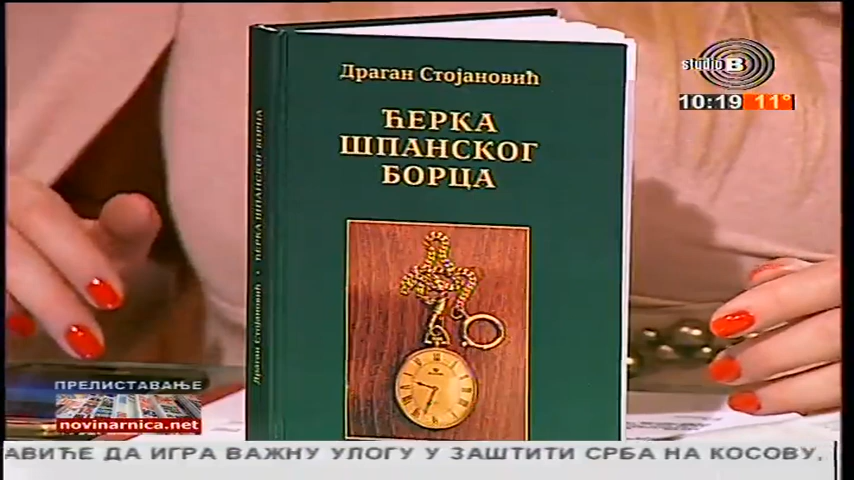 Драган Стојановић
ЋЕРКА
ШПАНСКОГ
БОРЦА
Драган Стојановић • ЋЕРКА ШПАНСКОГ БОРЦА
studio B
10:19 11°
ПРЕЛИСТАВАЊЕ
novinarnica.net
АВИЋЕ ДА ИГРА ВАЖНУ УЛОГУ У ЗАШТИТИ СРБА НА КОСОВУ,